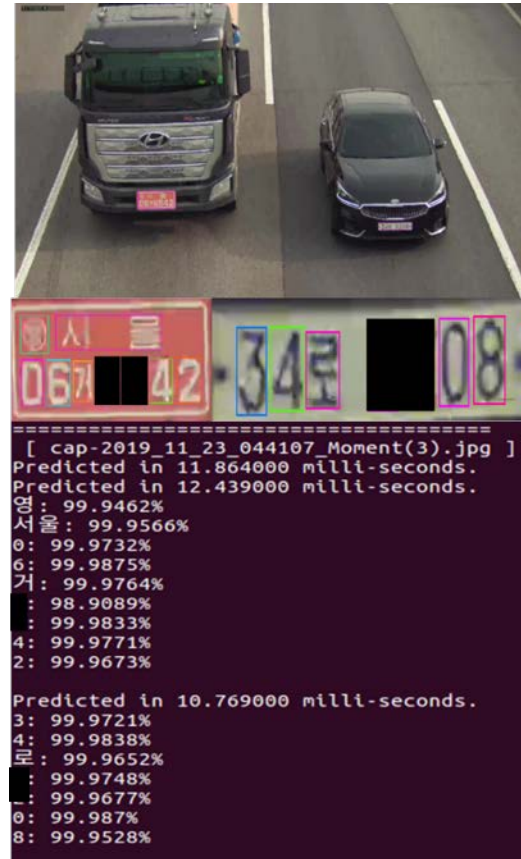 06거 42
34로 08
==================================
[ cap-2019_11_23_044107_Moment(3).jpg ]
Predicted in 11.864000 milli-seconds.
Predicted in 12.439000 milli-seconds.
영: 99.9462%
서울: 99.9566%
0: 99.9732%
6: 99.9875%
거: 99.9764%
: 98.9089%
: 99.9833%
4: 99.9771%
2: 99.9673%
Predicted in 10.769000 milli-seconds.
3: 99.9721%
4: 99.9838%
로: 99.9652%
: 99.9748%
: 99.9677%
0: 99.987%
8: 99.9528%